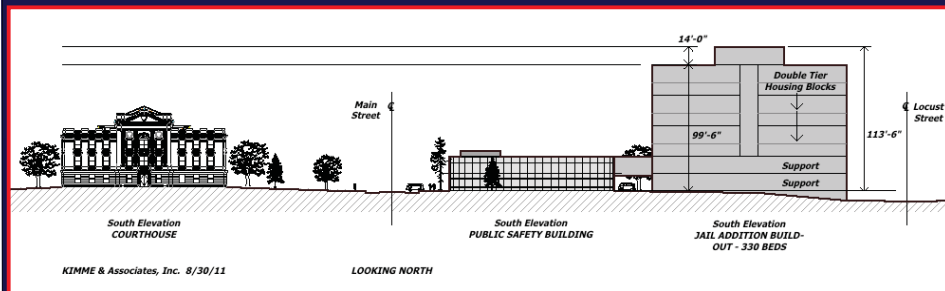 14'-0"
Double Tier
Housing Blocks
Main
Street
℄
℄ Locust
Street
99'-6"
113'-6"
Support
Support
South Elevation
COURTHOUSE
South Elevation
PUBLIC SAFETY BUILDING
South Elevation
JAIL ADDITION BUILD-
OUT - 330 BEDS
KIMME & Associates, Inc. 8/30/11
LOOKING NORTH